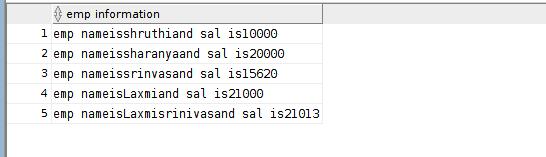 emp information
1 emp nameisshruthiand sal is10000
2 emp nameissharanyaand sal is20000
3 emp nameissrinvasand sal is15620
4 emp nameisLaxmiand sal is21000
5 emp nameisLaxmisrinivasand sal is21013